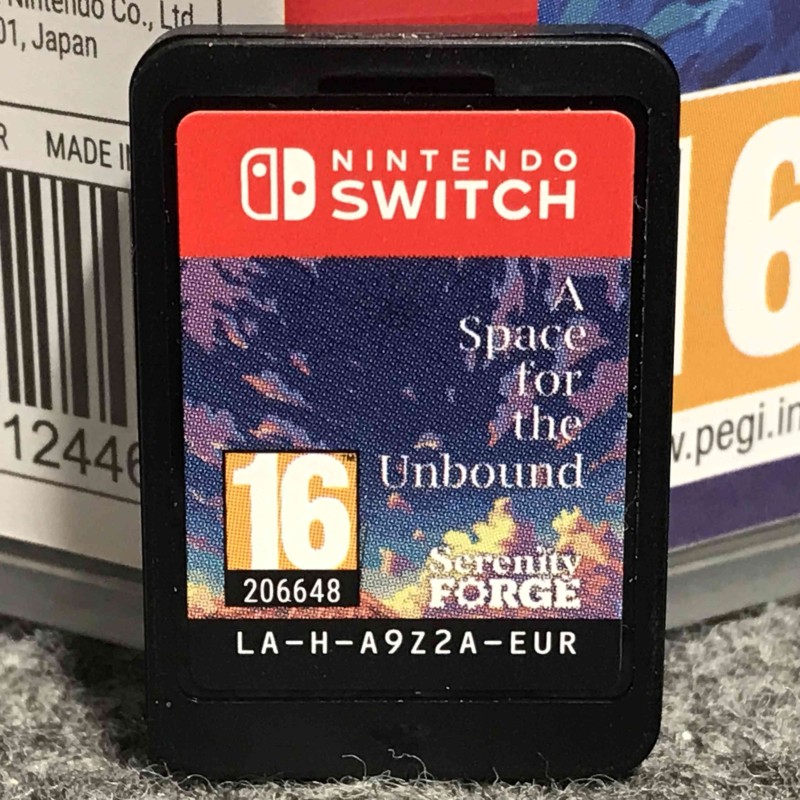 Nintendo Co., Ltd
01, Japan
MADE IN
12446
NINTENDO
SWITCH
A
Space
for
the
Unbound
16
206648
Serenity
FORGE
LA-H-A9Z2A-EUR
16
w.pegi.in